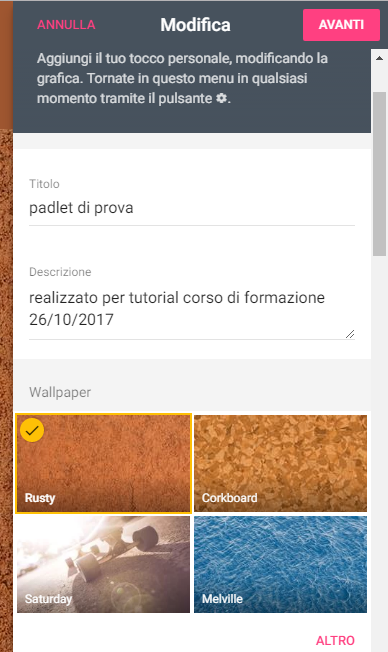 ANNULLA Modifica AVANTI
Aggiungi il tuo tocco personale, modificando la
grafica. Tornate in questo menu in qualsiasi
momento tramite il pulsante ⚙.
Titolo
padlet di prova
Descrizione
realizzato per tutorial corso di formazione
26/10/2017
Wallpaper
Rusty Corkboard
Saturday Melville
ALTRO